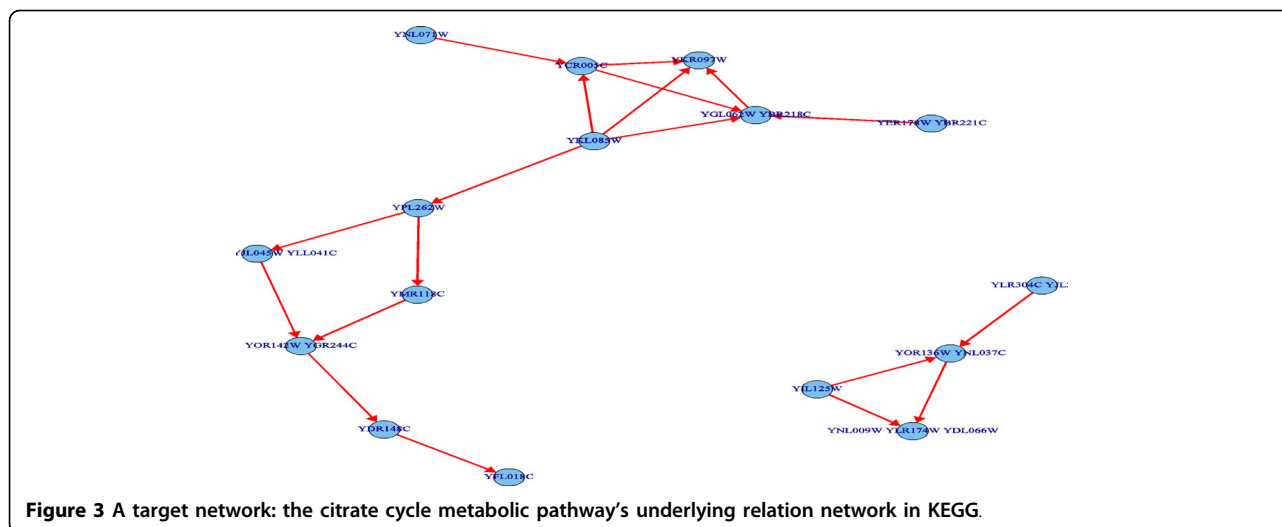 YNL071W
YCR005C
YKR097W
YGL062W YBR218C
YER178W YBR221C
YKL085W
YPL262W
YJL045W YLL041C
YMR118C
YLR304C
YOR142W YGR244C
YOR136W YNL037C
YIL125W
YDR148C
YNL009W YLR174W YDL066W
YFL018C
Figure 3 A target network: the citrate cycle metabolic pathway's underlying relation network in KEGG.